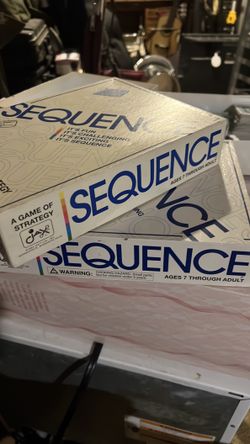 SEQUENCE
IT'S FUN
IT'S CHALLENGING
IT'S EXCITING
IT'S SEQUENCE
A GAME OF
STRATEGY
Jax
SEQUENCE
AGES 7 THROUGH ADULT
SEQUENCE
WARNING:
AGES 7 THROUGH ADULT